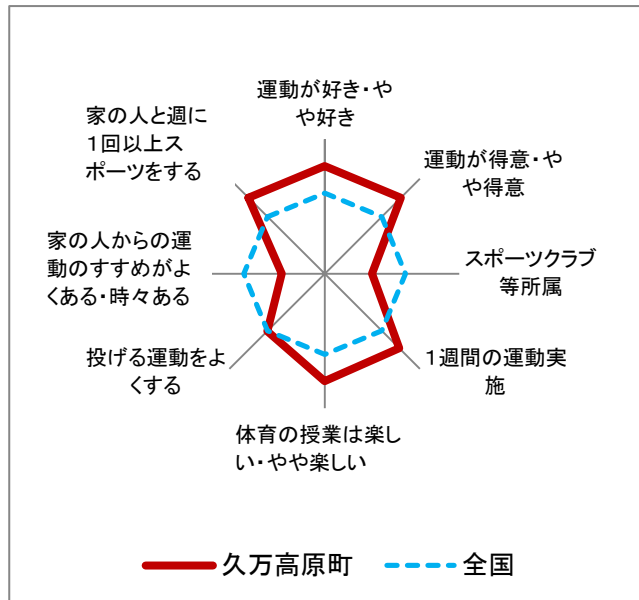 運動が好き・や
や好き
運動が得意・や
や得意
スポーツクラブ
等所属
1週間の運動実
施
体育の授業は楽し
い・やや楽しい
投げる運動をよ
くする
家の人からの運
動のすすめがよ
くある・時々ある
家の人と週に
1回以上ス
ポーツをする
久万高原町
全国